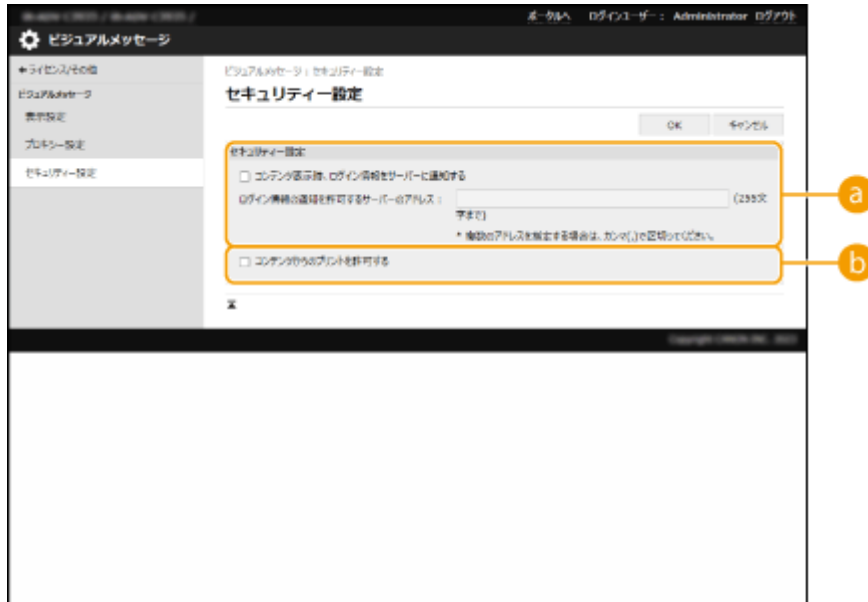 ポータルへ ログインユーザー： Administrator ログアウト
ビジュアルメッセージ
ライセンス/その他
ビジュアルメッセージ
表示設定
プロキシー設定
セキュリティー設定
ビジュアルメッセージ : セキュリティー設定
セキュリティー設定
OK キャンセル
セキュリティー設定
コンテンツ表示時、ログイン情報をサーバーに通知する
ログイン情報の通知を許可するサーバーのアドレス： (255文
字まで)
* 複数のアドレスを指定する場合は、カンマ(,)で区切ってください。
a
コンテンツからのプリントを許可する
b